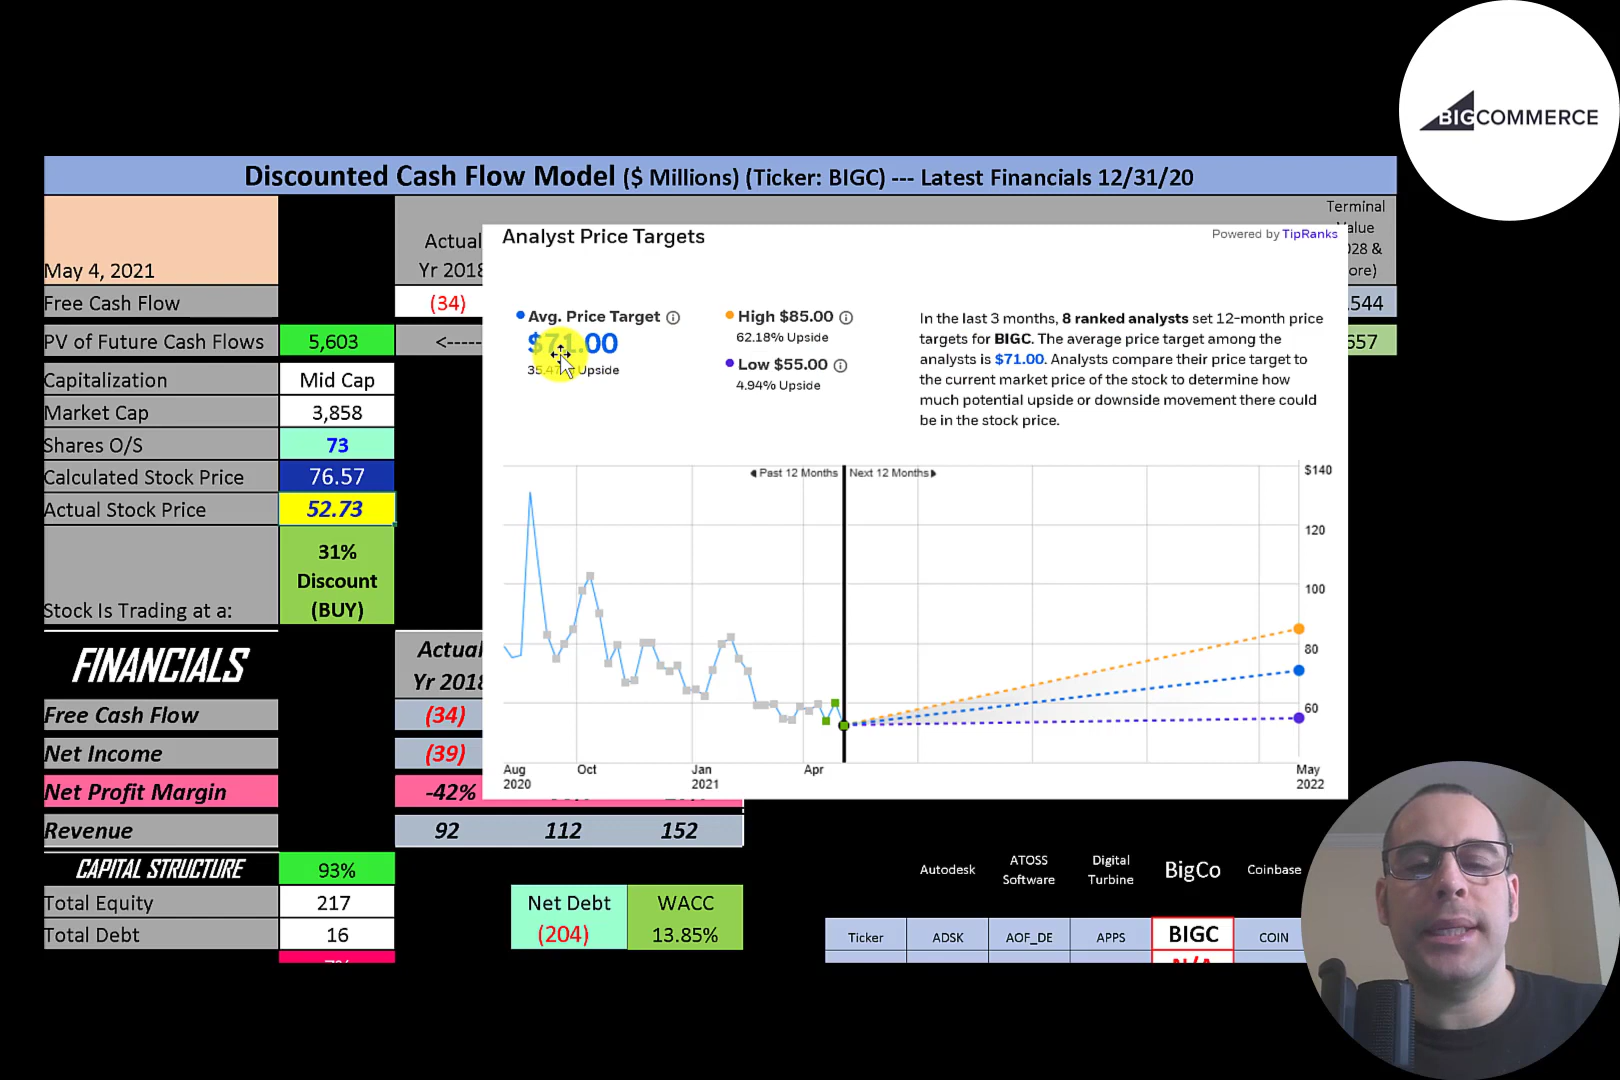 BIGCOMMERCE
Discounted Cash Flow Model ($ Millions) (Ticker: BIGC) --- Latest Financials 12/31/20
May 4, 2021
Actual
Yr 2018
Terminal
Value
028 &
ore)
Free Cash Flow
(34)
,544
PV of Future Cash Flows
5,603
<-----
657
Capitalization
Mid Cap
Market Cap
3,858
Shares O/S
73
Calculated Stock Price
76.57
Actual Stock Price
52.73
Stock Is Trading at a:
31%
Discount
(BUY)
Analyst Price Targets
Powered by TipRanks
Avg. Price Target
$71.00
35.47% Upside
High $85.00
62.18% Upside
Low $55.00
4.94% Upside
In the last 3 months, 8 ranked analysts set 12-month price
targets for BIGC. The average price target among the
analysts is $71.00. Analysts compare their price target to
the current market price of the stock to determine how
much potential upside or downside movement there could
be in the stock price.
Past 12 Months
Next 12 Months
$140
120
100
80
60
Aug
2020
Oct
Jan
2021
Apr
May
2022
FINANCIALS
Actual
Yr 2018
Free Cash Flow
(34)
Net Income
(39)
Net Profit Margin
-42%
Revenue
92 112 152
CAPITAL STRUCTURE
93%
Total Equity
217
Total Debt
16
Net Debt
WACC
(204)
13.85%
Autodesk
ATOSS
Software
Digital
Turbine
BigCo
Coinbase
Ticker ADSK AOF_DE APPS BIGC COIN